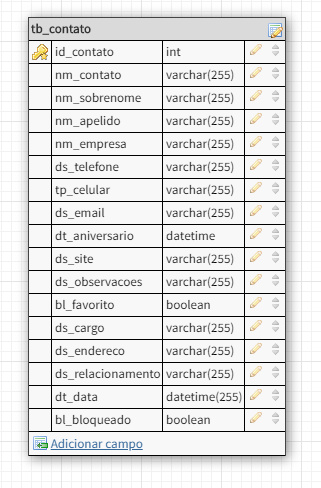 tb_contato
id_contato int
nm_contato varchar(255)
nm_sobrenome varchar(255)
nm_apelido varchar(255)
nm_empresa varchar(255)
ds_telefone varchar(255)
tp_celular varchar(255)
ds_email varchar(255)
dt_aniversario datetime
ds_site varchar(255)
ds_observacoes varchar(255)
bl_favorito boolean
ds_cargo varchar(255)
ds_endereco varchar(255)
ds_relacionamento varchar(255)
dt_data datetime(255)
bl_bloqueado boolean
Adicionar campo